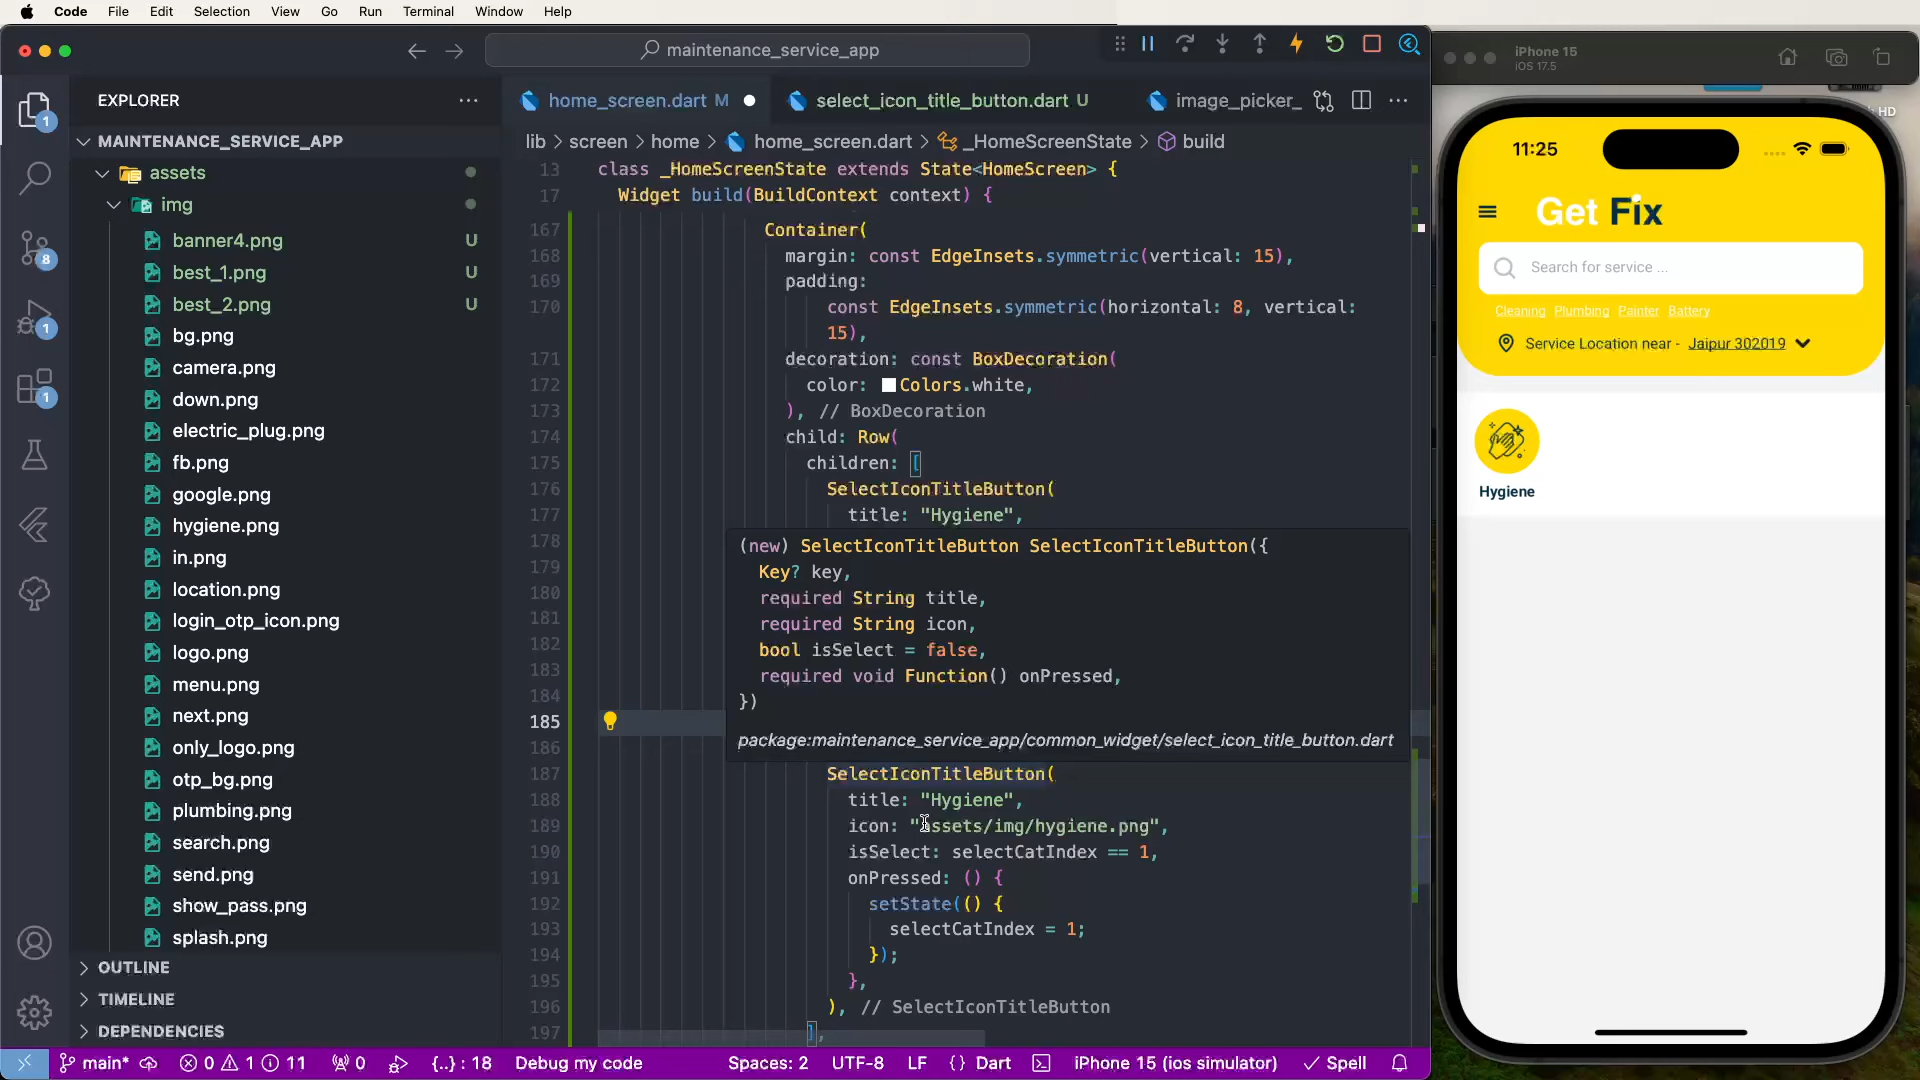 Code File Edit Selection View Go Run Terminal Window Help
maintenance_service_app
iPhone 15
iOS 17.5
EXPLORER
home_screen.dart M
select_icon_title_button.dart U
image_picker_
HD
lib > screen > home > home_screen.dart > _HomeScreenState > build
MAINTENANCE_SERVICE_APP
assets
img
banner4.png U
best_1.png U
best_2.png U
bg.png
camera.png
down.png
electric_plug.png
fb.png
google.png
hygiene.png
in.png
location.png
login_otp_icon.png
logo.png
menu.png
next.png
only_logo.png
otp_bg.png
plumbing.png
search.png
send.png
show_pass.png
splash.png
OUTLINE
TIMELINE
DEPENDENCIES
1
8
1
1
13 class _HomeScreenState extends State<HomeScreen> {
17 Widget build(BuildContext context) {
167 Container(
168 margin: const EdgeInsets.symmetric(vertical: 15),
169 padding:
170 const EdgeInsets.symmetric(horizontal: 8, vertical:
15),
171 decoration: const BoxDecoration(
172 color: Colors.white,
173 ), // BoxDecoration
174 child: Row(
175 children: [
176 SelectIconTitleButton(
177 title: "Hygiene",
178
179
180
181
182
183
184
185
186
(new) SelectIconTitleButton SelectIconTitleButton({
Key? key,
required String title,
required String icon,
bool isSelect = false,
required void Function() onPressed,
})
package:maintenance_service_app/common_widget/select_icon_title_button.dart
187 SelectIconTitleButton(
188 title: "Hygiene",
189 icon: "assets/img/hygiene.png",
190 isSelect: selectCatIndex == 1,
191 onPressed: () {
192 setState(() {
193 selectCatIndex = 1;
194 });
195 },
196 ), // SelectIconTitleButton
197 ],
11:25
Get Fix
Search for service ...
Cleaning Plumbing Painter Battery
Service Location near - Jaipur 302019
Hygiene
main* 0 1 11 0 {..} : 18 Debug my code Spaces: 2 UTF-8 LF {} Dart iPhone 15 (ios simulator) Spell